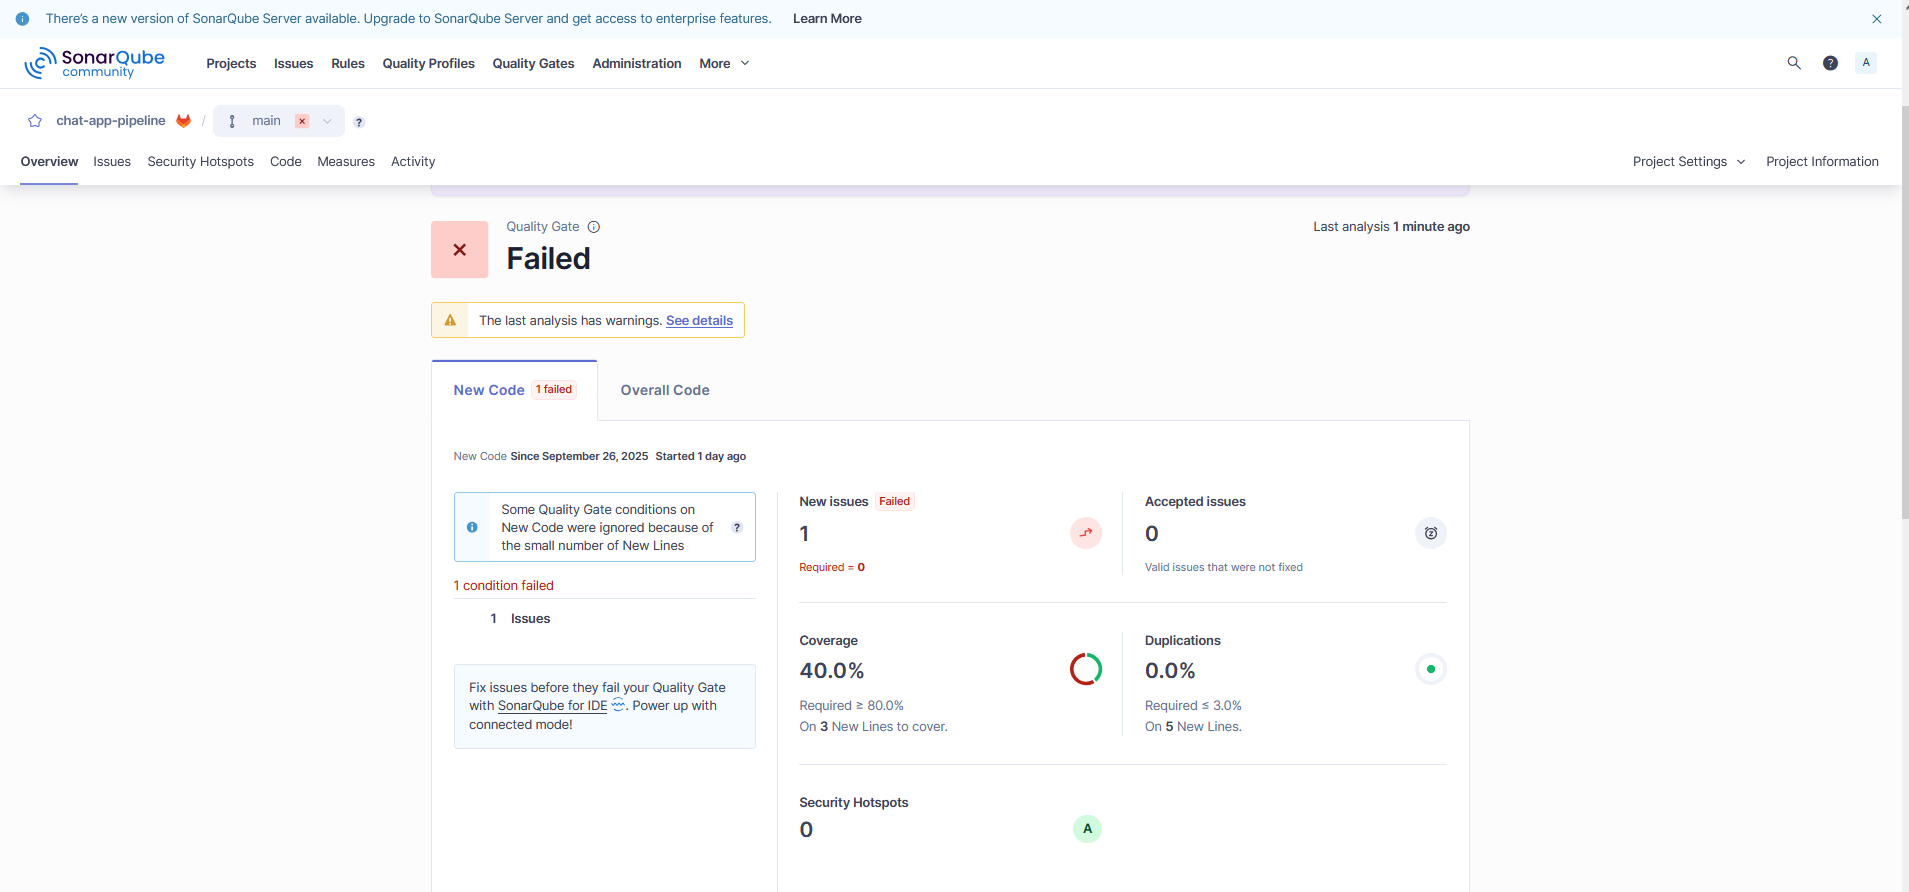 There's a new version of SonarQube Server available. Upgrade to SonarQube Server and get access to enterprise features. Learn More
SonarQube community Projects Issues Rules Quality Profiles Quality Gates Administration More A
chat-app-pipeline / main
Overview Issues Security Hotspots Code Measures Activity Project Settings Project Information
Quality Gate Last analysis 1 minute ago
Failed
The last analysis has warnings. See details
New Code 1 failed Overall Code
New Code Since September 26, 2025 Started 1 day ago
Some Quality Gate conditions on
New Code were ignored because of
the small number of New Lines
1 condition failed
1 Issues
Fix issues before they fail your Quality Gate
with SonarQube for IDE. Power up with
connected mode!
New issues Failed
1
Required = 0
Accepted issues
0
Valid issues that were not fixed
Coverage
40.0%
Required ≥ 80.0%
On 3 New Lines to cover.
Duplications
0.0%
Required ≤ 3.0%
On 5 New Lines.
Security Hotspots
0 A